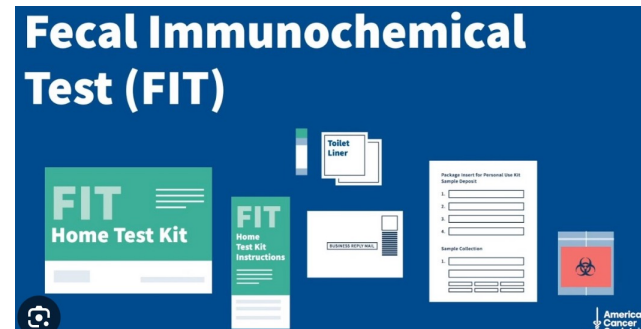 Fecal Immunochemical
Test (FIT)
Toilet
Liner
FIT
Home Test Kit
FIT
Home
Test Kit
Instructions
BUSINESS REPLY MAIL
Package Insert for Personal Use Kit
Sample Deposit
1.
2.
3.
4.
Sample Collection
1.
America
Cancer